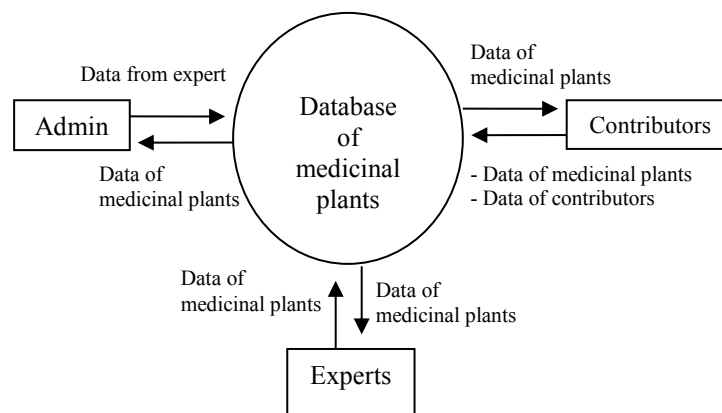 Data from expert
Admin
Data of
medicinal plants
Database
of
medicinal
plants
Data of
medicinal plants
Contributors
- Data of medicinal plants
- Data of contributors
Data of
medicinal plants
Data of
medicinal plants
Experts